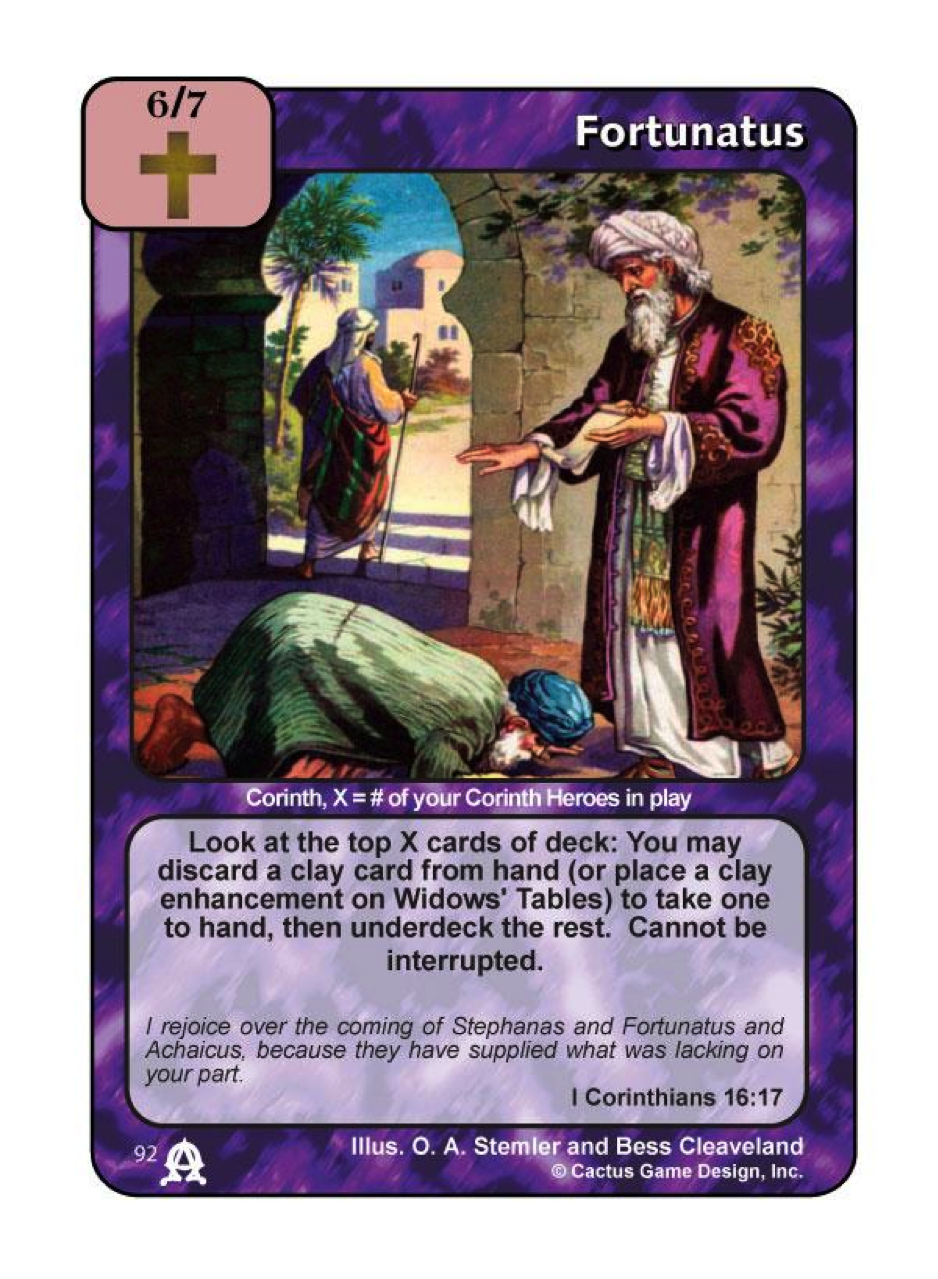 6/7
Fortunatus
Corinth, X = # of your Corinth Heroes in play
Look at the top X cards of deck: You may
discard a clay card from hand (or place a clay
enhancement on Widows' Tables) to take one
to hand, then underdeck the rest.  Cannot be
interrupted.
I rejoice over the coming of Stephanas and Fortunatus and
Achaicus, because they have supplied what was lacking on
your part.
I Corinthians 16:17
92
Illus. O. A. Stemler and Bess Cleaveland
© Cactus Game Design, Inc.